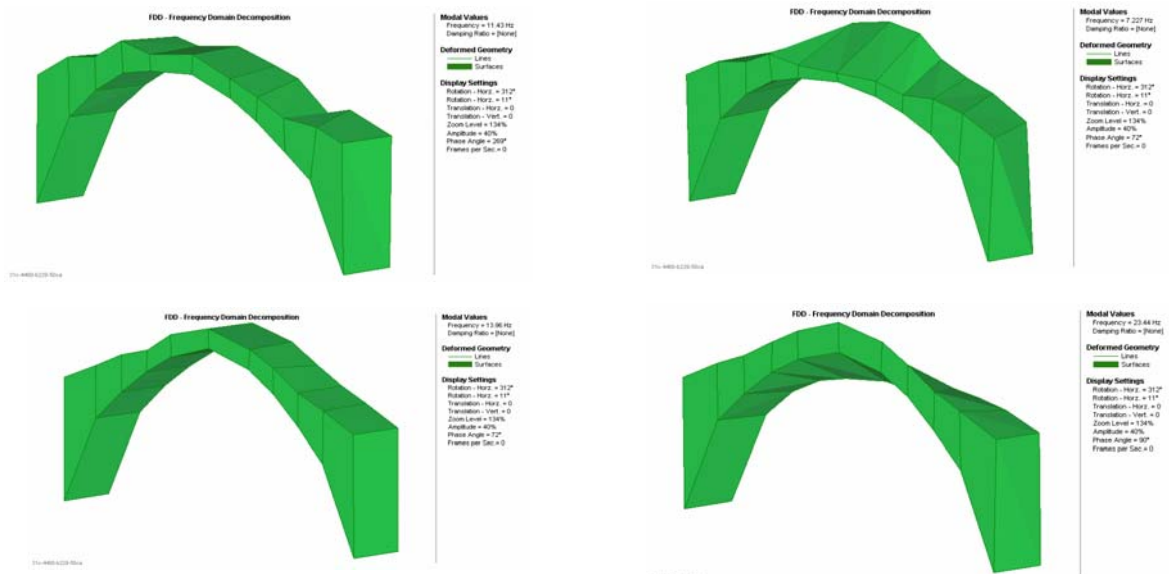 FDD - Frequency Domain Decomposition
Modal Values
Frequency = 11.43 Hz
Damping Ratio = [None]
Deformed Geometry
Lines
Surfaces
Display Settings
Rotation - Horz. = 312°
Rotation - Horz. = 11°
Translation - Horz. = 0
Translation - Vert. = 0
Zoom Level = 134%
Amplitude = 40%
Phase Angle = 269°
Frames per Sec.= 0
FDD - Frequency Domain Decomposition
Modal Values
Frequency = 7.227 Hz
Damping Ratio = [None]
Deformed Geometry
Lines
Surfaces
Display Settings
Rotation - Horz. = 312°
Rotation - Horz. = 11°
Translation - Horz. = 0
Translation - Vert. = 0
Zoom Level = 134%
Amplitude = 40%
Phase Angle = 72°
Frames per Sec.= 0
FDD - Frequency Domain Decomposition
Modal Values
Frequency = 13.96 Hz
Damping Ratio = [None]
Deformed Geometry
Lines
Surfaces
Display Settings
Rotation - Horz. = 312°
Rotation - Horz. = 11°
Translation - Horz. = 0
Translation - Vert. = 0
Zoom Level = 134%
Amplitude = 40%
Phase Angle = 72°
Frames per Sec.= 0
FDD - Frequency Domain Decomposition
Modal Values
Frequency = 23.44 Hz
Damping Ratio = [None]
Deformed Geometry
Lines
Surfaces
Display Settings
Rotation - Horz. = 312°
Rotation - Horz. = 11°
Translation - Horz. = 0
Translation - Vert. = 0
Zoom Level = 134%
Amplitude = 40%
Phase Angle = 90°
Frames per Sec.= 0